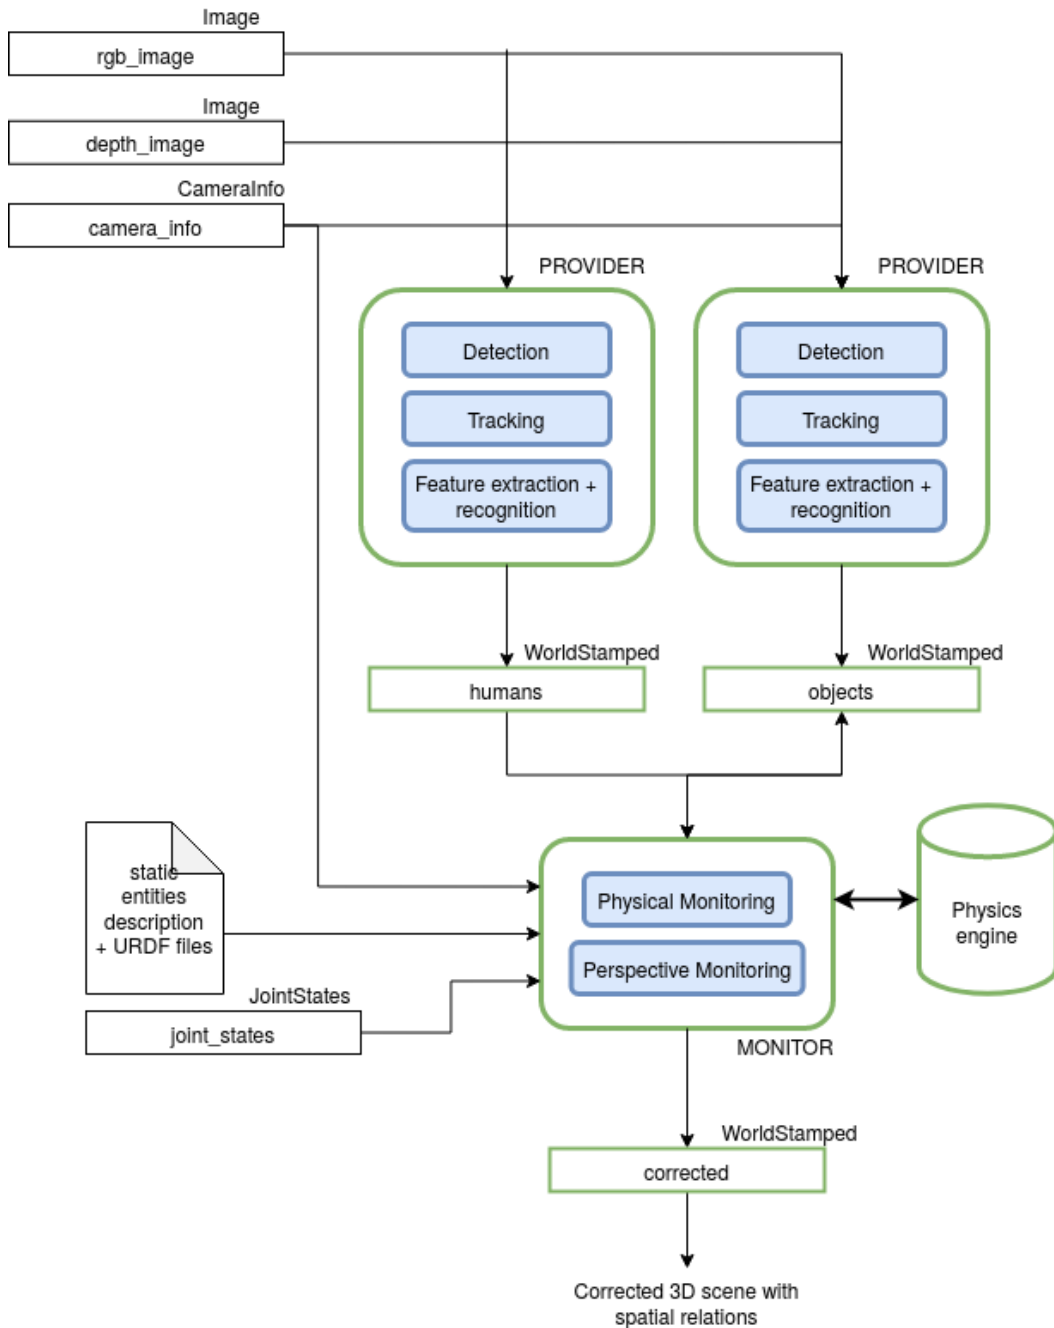 Image
rgb_image
Image
depth_image
CameraInfo
camera_info
PROVIDER
PROVIDER
Detection
Tracking
Feature extraction +
recognition
Detection
Tracking
Feature extraction +
recognition
WorldStamped
humans
WorldStamped
objects
static
entities
description
+ URDF files
JointStates
joint_states
Physical Monitoring
Perspective Monitoring
MONITOR
Physics
engine
WorldStamped
corrected
Corrected 3D scene with
spatial relations